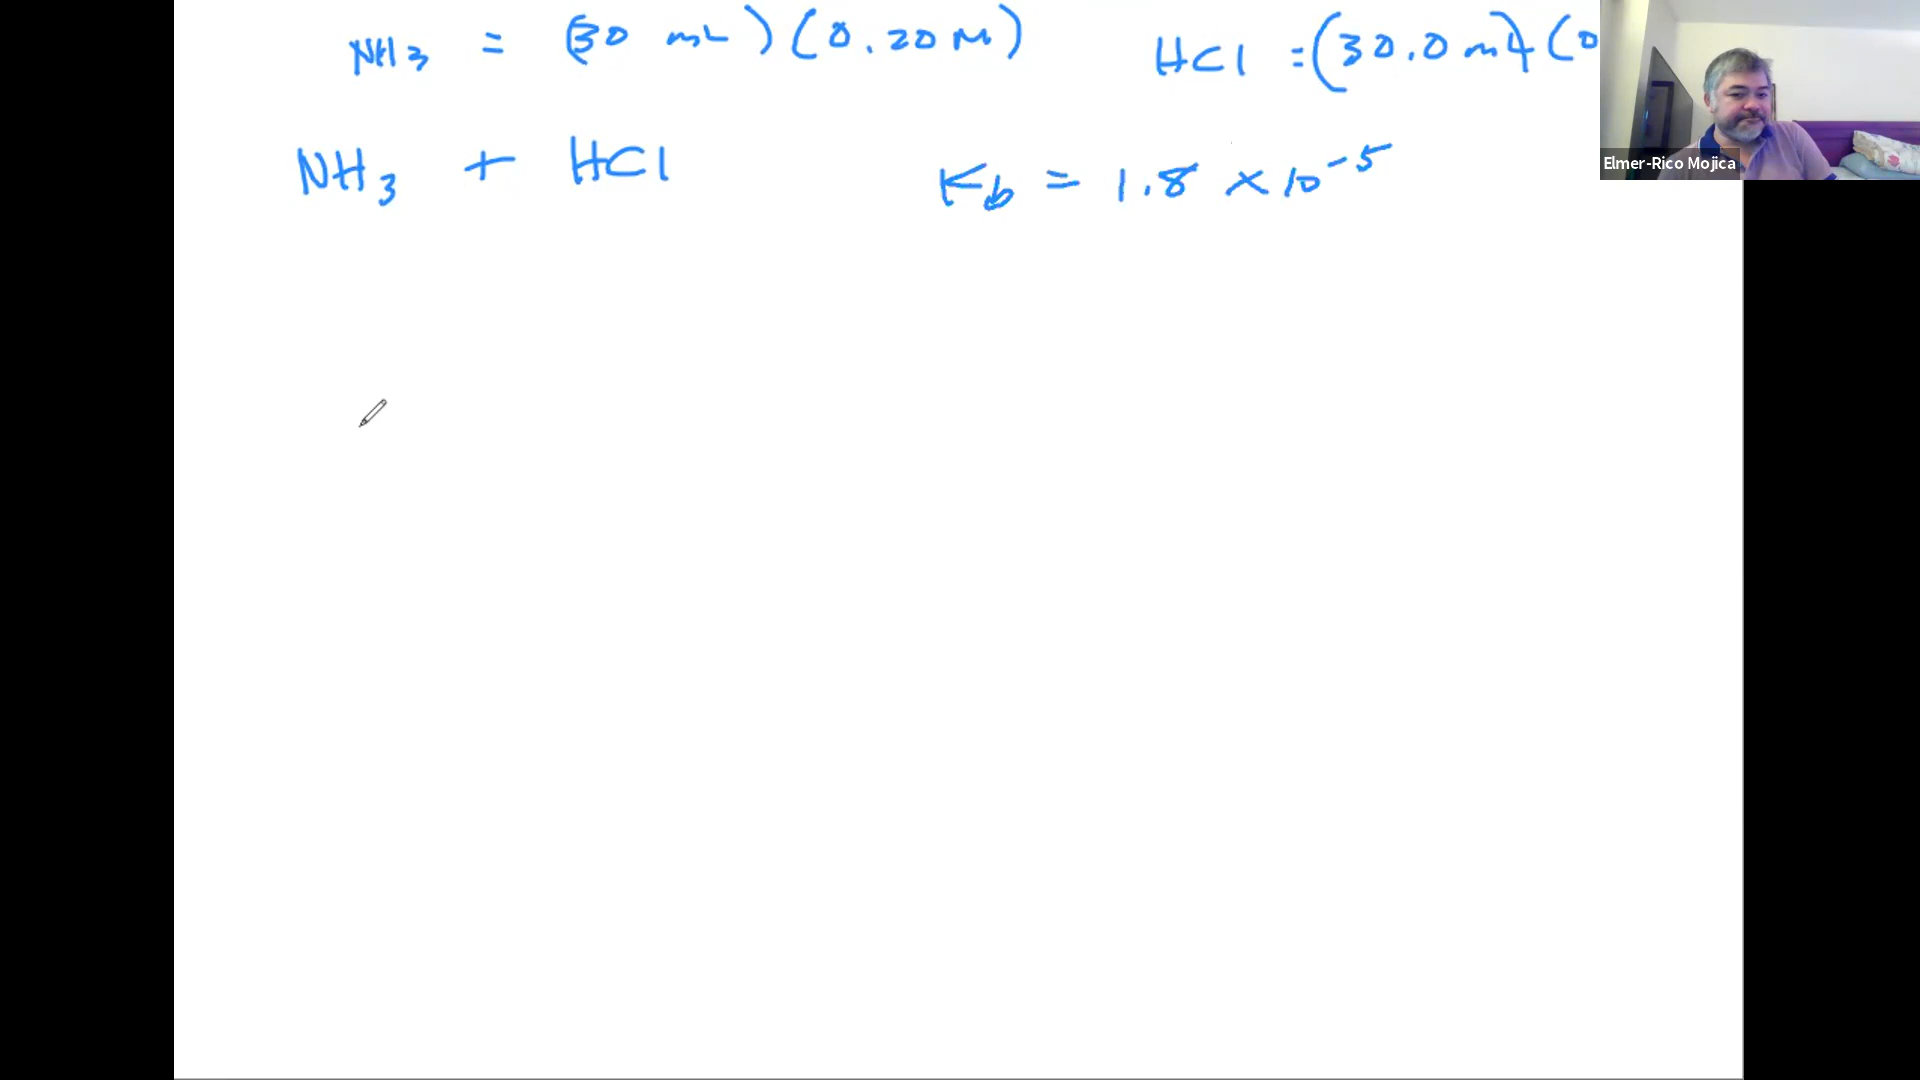 NH₃ = (30 mL)(0.20 M) HCl = (30.0 mL)(0
NH₃ + HCl Kb = 1.8 × 10⁻⁵
Elmer-Rico Mojica